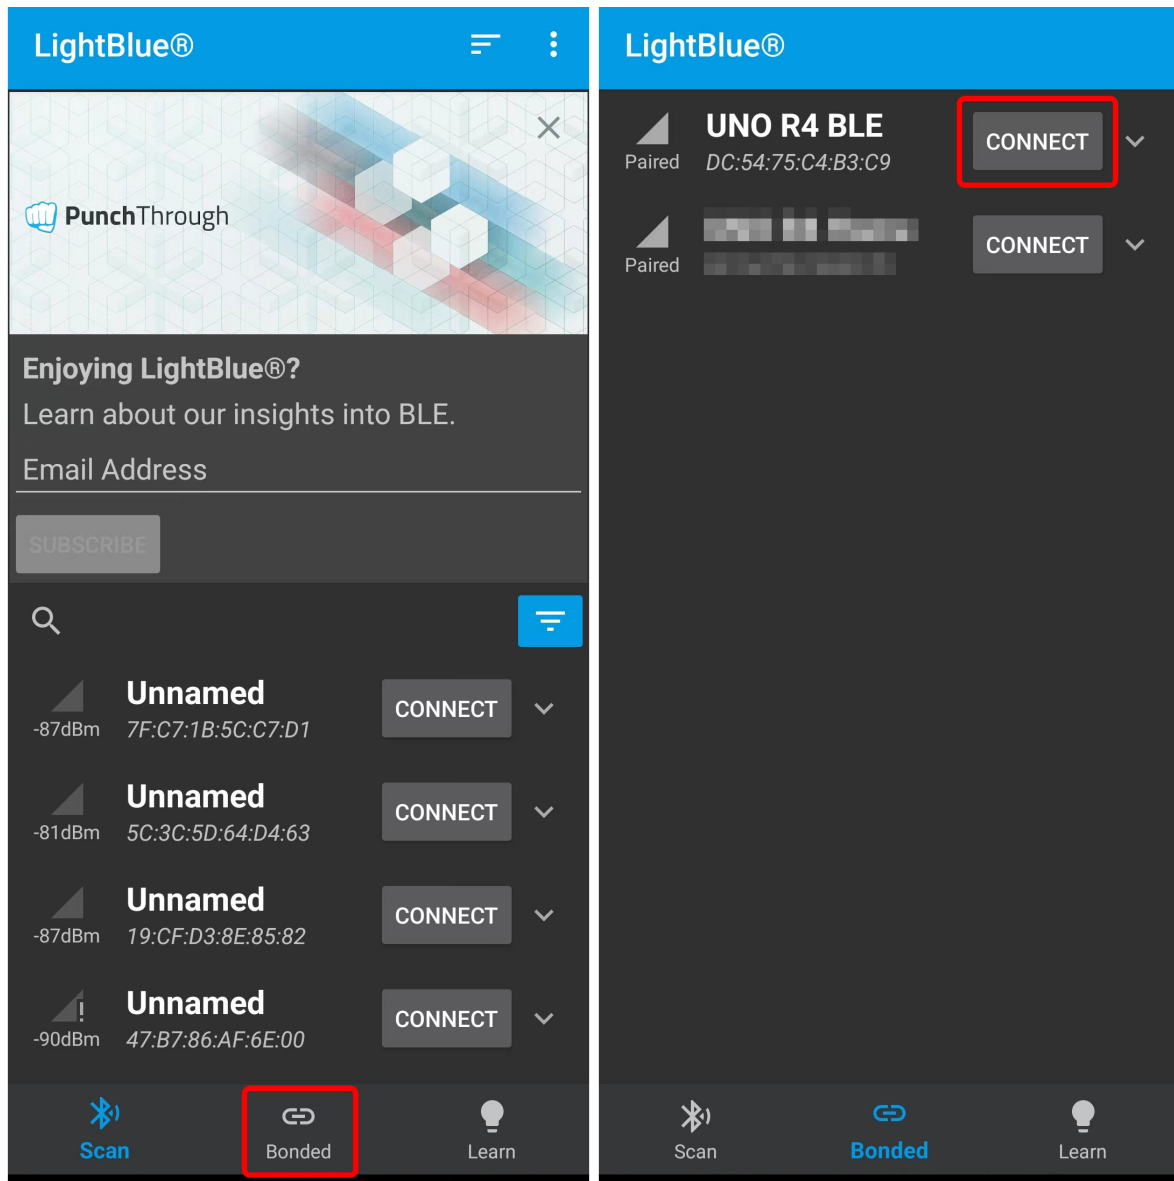 LightBlue®
PunchThrough
Enjoying LightBlue®?
Learn about our insights into BLE.
Email Address
SUBSCRIBE
Unnamed
-87dBm 7F:C7:1B:5C:C7:D1
CONNECT
Unnamed
-81dBm 5C:3C:5D:64:D4:63
CONNECT
Unnamed
-87dBm 19:CF:D3:8E:85:82
CONNECT
Unnamed
-90dBm 47:B7:86:AF:6E:00
CONNECT
Scan Bonded Learn
LightBlue®
UNO R4 BLE
Paired DC:54:75:C4:B3:C9
CONNECT
Paired
CONNECT
Scan Bonded Learn